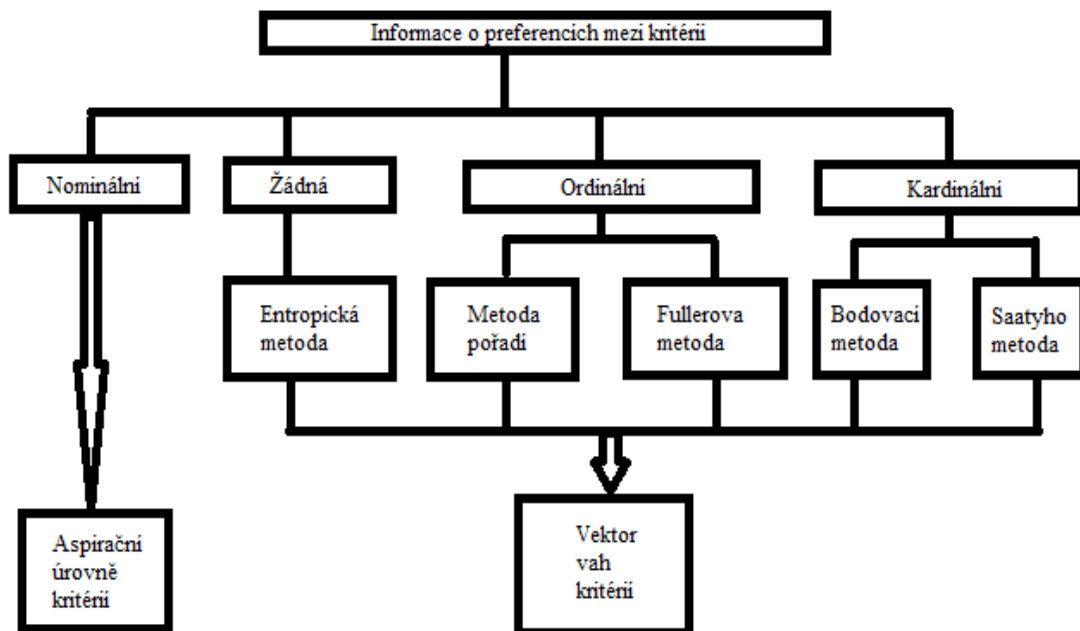 Informace o preferencích mezi kritérii
Nominální
Žádná
Ordinální
Kardinální
Entropická
metoda
Metoda
pořadí
Fullerova
metoda
Bodovací
metoda
Saatyho
metoda
Aspirační
úrovně
kritérií
Vektor
vah
kritérií